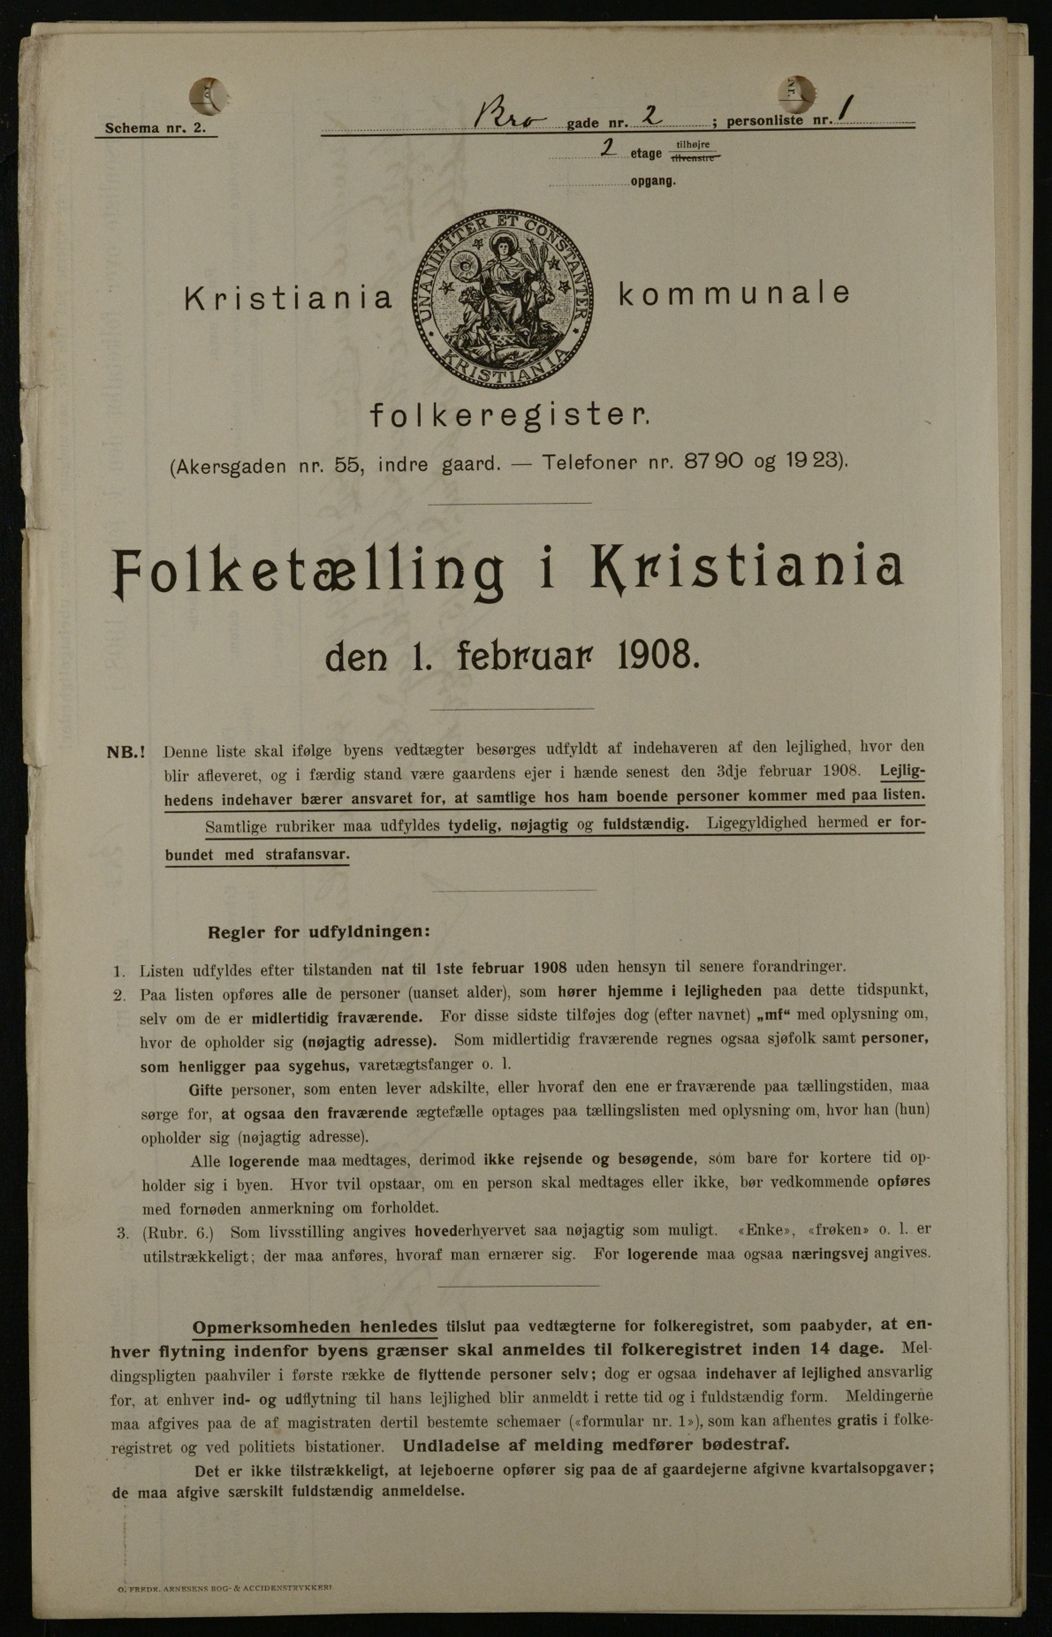 Schema nr. 2.
Bro gade nr. 2 ; personliste nr. 1
2 etage tilhøjre
tilvenstre
opgang.
UNANIMITER ET CONSTANTER
KRISTIANIA
Kristiania kommunale
folkeregister.
(Akersgaden nr. 55, indre gaard. — Telefoner nr. 8790 og 1923).
Folketælling i Kristiania
den 1. februar 1908.
NB.! Denne liste skal ifølge byens vedtægter besørges udfyldt af indehaveren af den lejlighed, hvor den
blir afleveret, og i færdig stand være gaardens ejer i hænde senest den 3dje februar 1908. Lejlig-
hedens indehaver bærer ansvaret for, at samtlige hos ham boende personer kommer med paa listen.
Samtlige rubriker maa udfyldes tydelig, nøjagtig og fuldstændig. Ligegyldighed hermed er for-
bundet med strafansvar.
Regler for udfyldningen:
1. Listen udfyldes efter tilstanden nat til 1ste februar 1908 uden hensyn til senere forandringer.
2. Paa listen opføres alle de personer (uanset alder), som hører hjemme i lejligheden paa dette tidspunkt,
selv om de er midlertidig fraværende. For disse sidste tilføjes dog (efter navnet) „mf“ med oplysning om,
hvor de opholder sig (nøjagtig adresse). Som midlertidig fraværende regnes ogsaa sjøfolk samt personer,
som henligger paa sygehus, varetægtsfanger o. l.
Gifte personer, som enten lever adskilte, eller hvoraf den ene er fraværende paa tællingstiden, maa
sørge for, at ogsaa den fraværende ægtefælle optages paa tællingslisten med oplysning om, hvor han (hun)
opholder sig (nøjagtig adresse).
Alle logerende maa medtages, derimod ikke rejsende og besøgende, som bare for kortere tid op-
holder sig i byen. Hvor tvil opstaar, om en person skal medtages eller ikke, bør vedkommende opføres
med fornøden anmerkning om forholdet.
3. (Rubr. 6.) Som livsstilling angives hovederhvervet saa nøjagtig som muligt. «Enke», «frøken» o. l. er
utilstrækkeligt; der maa anføres, hvoraf man ernærer sig. For logerende maa ogsaa næringsvej angives.
Opmerksomheden henledes tilslut paa vedtægterne for folkeregistret, som paabyder, at en-
hver flytning indenfor byens grænser skal anmeldes til folkeregistret inden 14 dage. Mel-
dingspligten paahviler i første række de flyttende personer selv; dog er ogsaa indehaver af lejlighed ansvarlig
for, at enhver ind- og udflytning til hans lejlighed blir anmeldt i rette tid og i fuldstændig form. Meldingerne
maa afgives paa de af magistraten dertil bestemte schemaer («formular nr. 1»), som kan afhentes gratis i folke-
registret og ved politiets bistationer. Undladelse af melding medfører bødestraf.
Det er ikke tilstrækkeligt, at lejeboerne opfører sig paa de af gaardejerne afgivne kvartalsopgaver;
de maa afgive særskilt fuldstændig anmeldelse.
O. FREDR. ARNESENS BOG- & ACCIDENSTRYKKERI